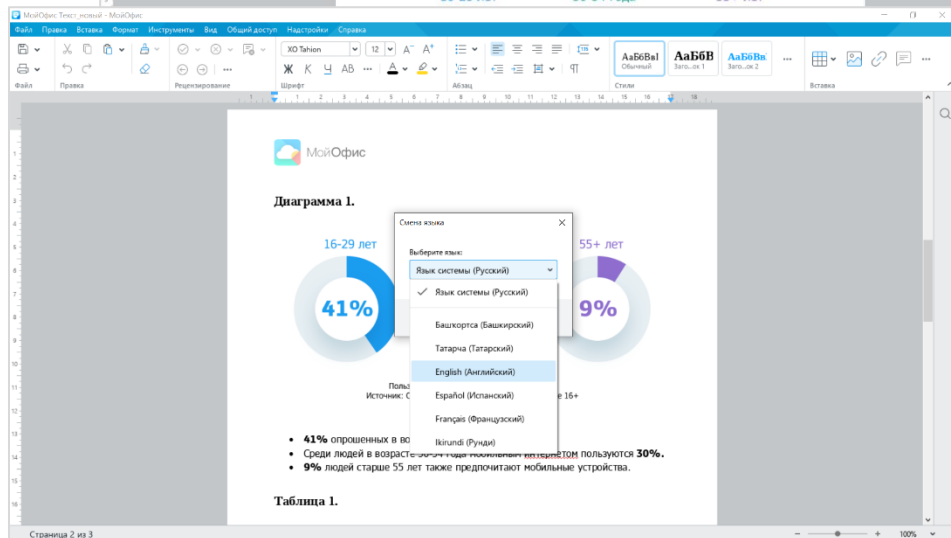 МойОфис Текст_новый - МойОфис
Файл Правка Вставка Формат Инструменты Вид Общий доступ Надстройки Справка
XO Tahion 12 A⁻ A⁺
Ж К Ч АВ ... A
АаБбВвІ АаБбВ АаБбВв ...
Обычный Заго...ок 1 Заго...ок 2
Файл Правка Рецензирование Шрифт Абзац Стили Вставка
МойОфис
Диаграмма 1.
16-29 лет
55+ лет
41%
9%
Смена языка
Выберите язык:
Язык системы (Русский)
Язык системы (Русский)
Башкортса (Башкирский)
Татарча (Татарский)
English (Английский)
Español (Испанский)
Français (Французский)
Ikirundi (Рунди)
Источник:
е 16+
• 41% опрошенных в
• Среди людей в возрасте 30-54 года мобильным интернетом пользуются 30%.
• 9% людей старше 55 лет также предпочитают мобильные устройства.
Таблица 1.
Страница 2 из 3
100%